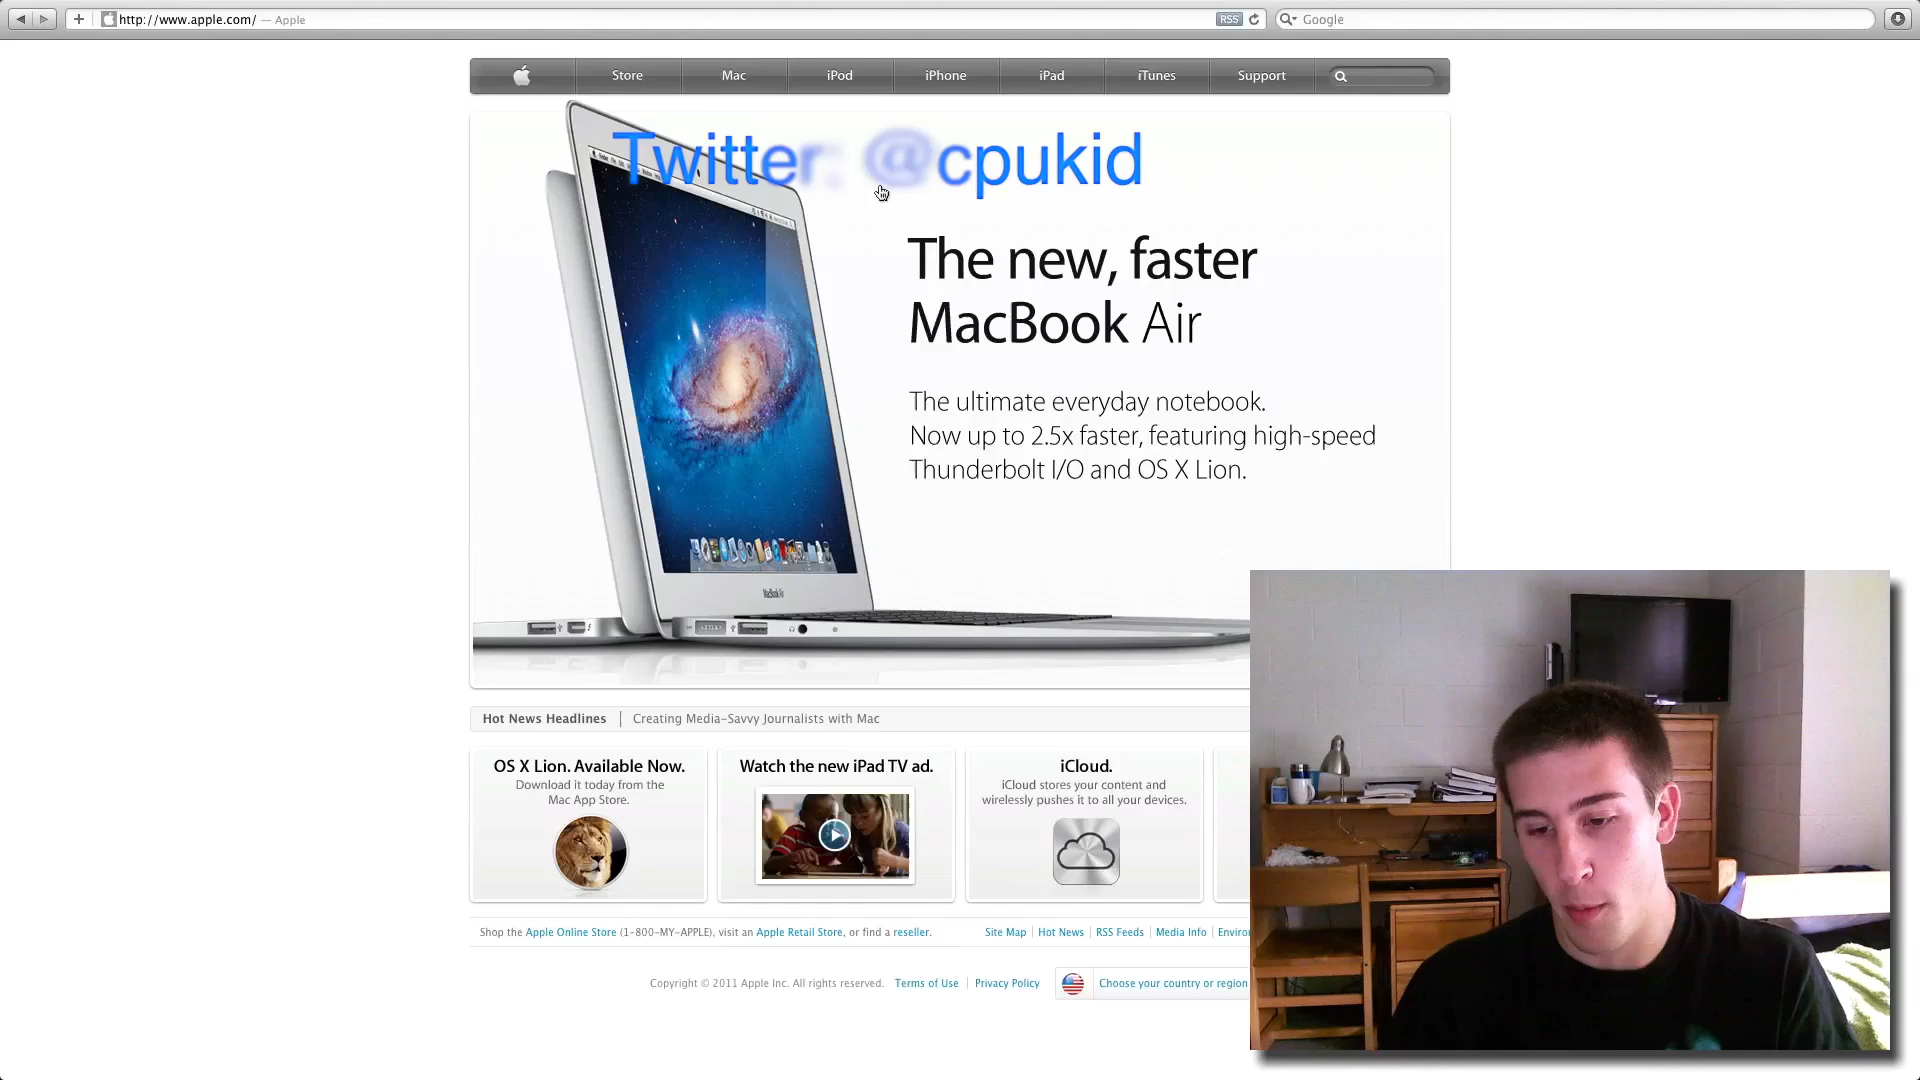 http://www.apple.com/ — Apple
RSS
Google
Store
Mac
iPod
iPhone
iPad
iTunes
Support
Twitter: @cpukid
The new, faster
MacBook Air
The ultimate everyday notebook.
Now up to 2.5x faster, featuring high-speed
Thunderbolt I/O and OS X Lion.
MacBook Air
Hot News Headlines
Creating Media-Savvy Journalists with Mac
OS X Lion. Available Now.
Download it today from the
Mac App Store.
Watch the new iPad TV ad.
iCloud.
iCloud stores your content and
wirelessly pushes it to all your devices.
Shop the Apple Online Store (1-800-MY-APPLE), visit an Apple Retail Store, or find a reseller.
Site Map
Hot News
RSS Feeds
Media Info
Environ
Copyright © 2011 Apple Inc. All rights reserved.
Terms of Use
Privacy Policy
Choose your country or region